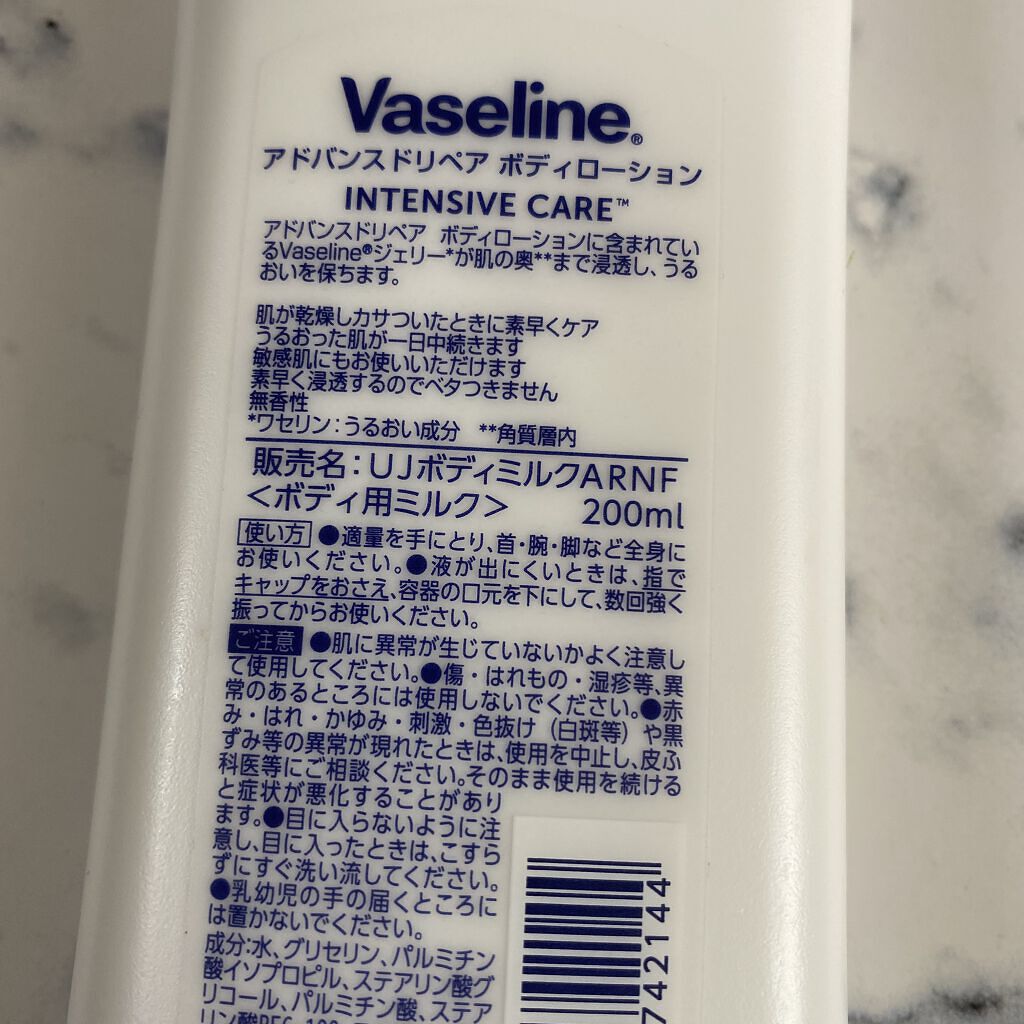 Vaseline®
アドバンスドリペア ボディローション
INTENSIVE CARE™
アドバンスドリペア ボディローションに含まれてい
るVaseline®ジェリー*が肌の奥**まで浸透し、うる
おいを保ちます。
肌が乾燥しカサついたときに素早くケア
うるおった肌が一日中続きます
敏感肌にもお使いいただけます
素早く浸透するのでベタつきません
無香性
*ワセリン：うるおい成分 **角質層内
販売名：UJボディミルクARNF
＜ボディ用ミルク＞ 200ml
使い方 ●適量を手にとり、首・腕・脚など全身に
お使いください。●液が出にくいときは、指で
キャップをおさえ、容器の口元を下にして、数回強く
振ってからお使いください。
ご注意 ●肌に異常が生じていないかよく注意し
て使用してください。●傷・はれもの・湿疹等、異
常のあるところには使用しないでください。●赤
み・はれ・かゆみ・刺激・色抜け（白斑等）や黒
ずみ等の異常が現れたときは、使用を中止し、皮ふ
科医等にご相談ください。そのまま使用を続ける
と症状が悪化することがあり
ます。●目に入らないように注
意し、目に入ったときは、こすら
ずにすぐ洗い流してください。
●乳幼児の手の届くところに
は置かないでください。
成分：水、グリセリン、パルミチン
酸イソプロピル、ステアリン酸グ
リコール、パルミチン酸、ステア
742144